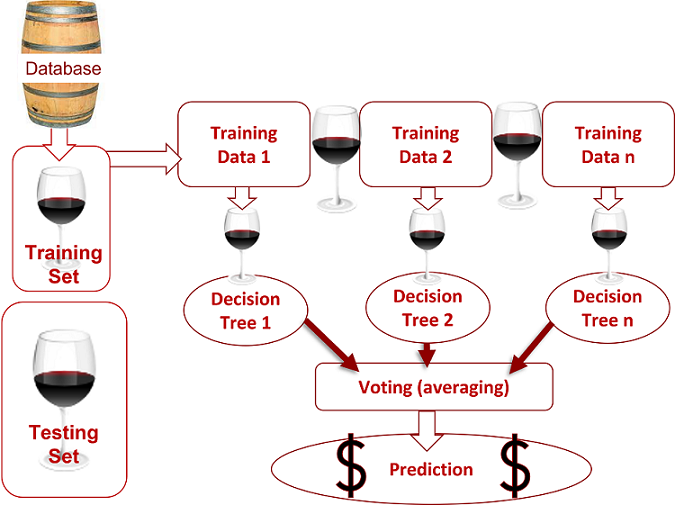 Database
Training
Set
Testing
Set
Training
Data 1
Training
Data 2
Training
Data n
Decision
Tree 1
Decision
Tree 2
Decision
Tree n
Voting (averaging)
$ Prediction $